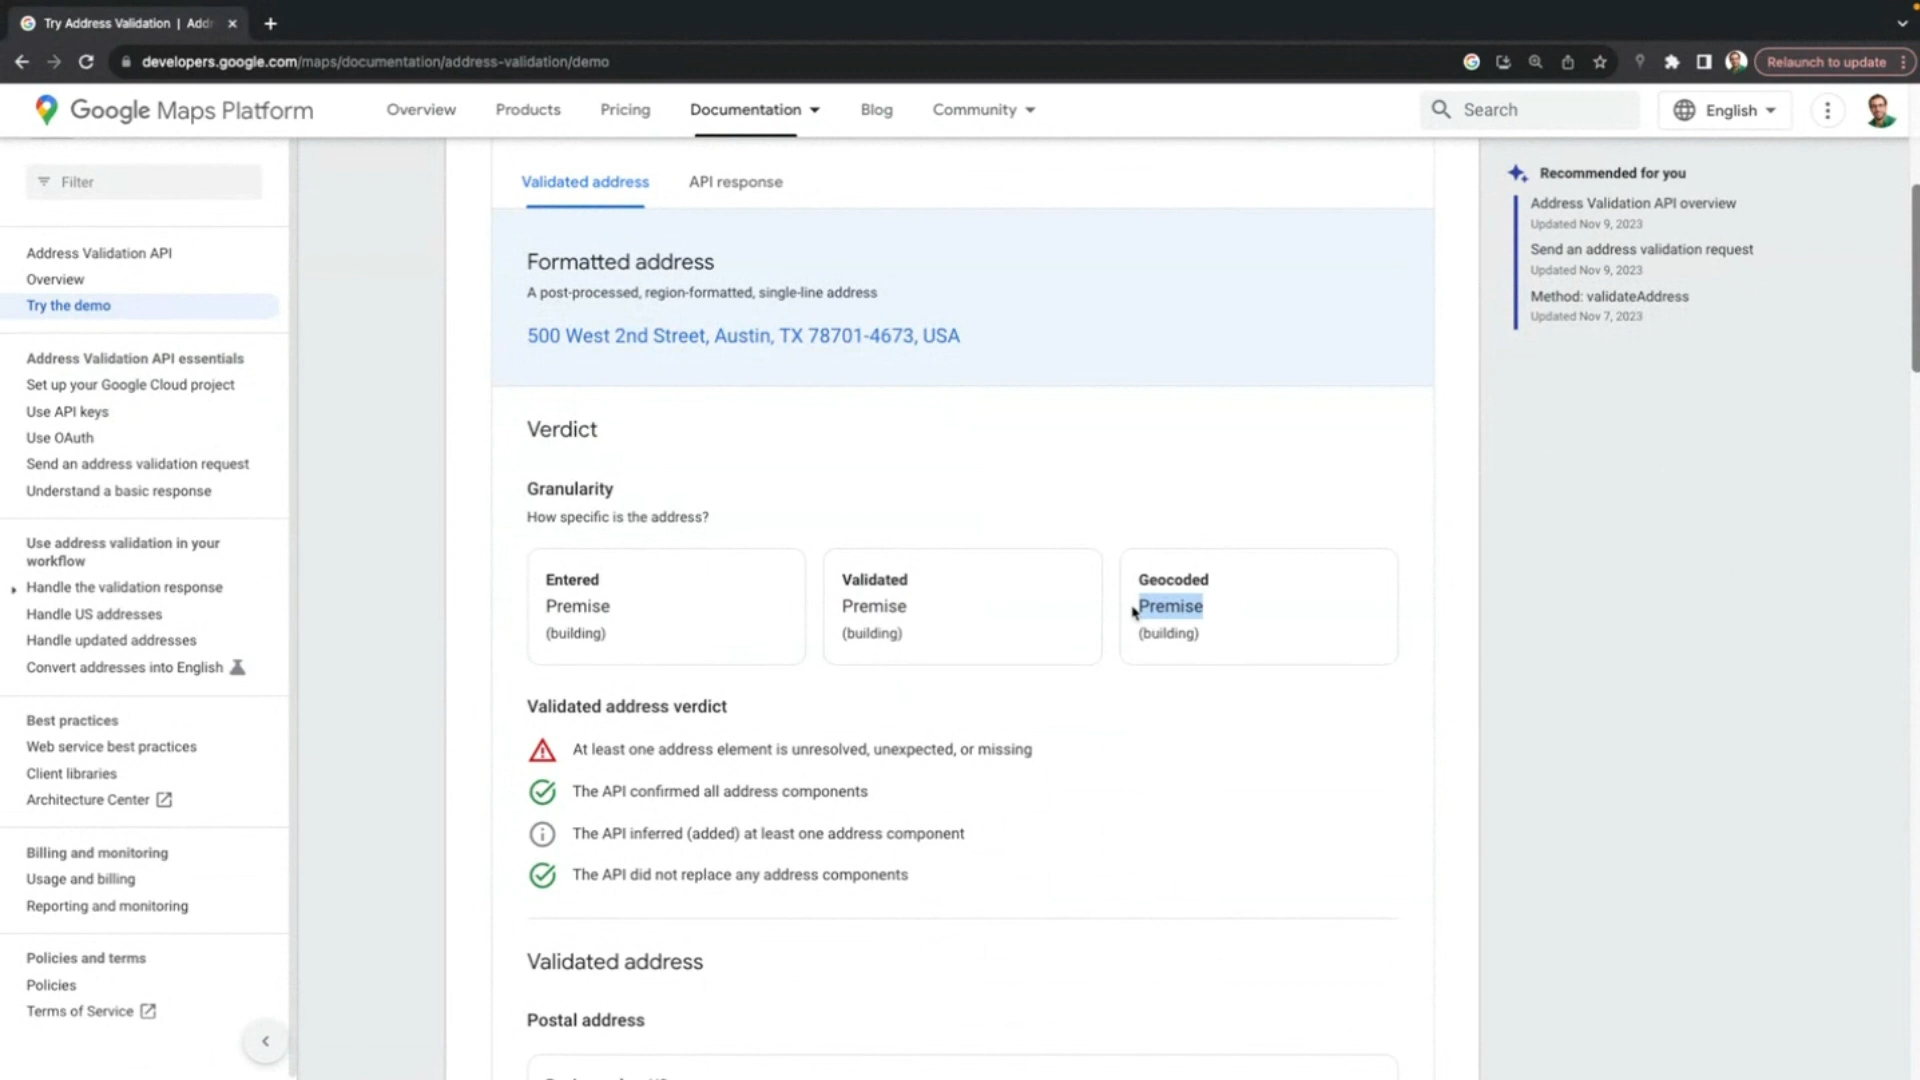 Try Address Validation | Add
developers.google.com/maps/documentation/address-validation/demo
Relaunch to update
Google Maps Platform
Overview
Products
Pricing
Documentation
Blog
Community
Search
English
Filter
Address Validation API
Overview
Try the demo
Address Validation API essentials
Set up your Google Cloud project
Use API keys
Use OAuth
Send an address validation request
Understand a basic response
Use address validation in your
workflow
Handle the validation response
Handle US addresses
Handle updated addresses
Convert addresses into English
Best practices
Web service best practices
Client libraries
Architecture Center
Billing and monitoring
Usage and billing
Reporting and monitoring
Policies and terms
Policies
Terms of Service
Validated address
API response
Formatted address
A post-processed, region-formatted, single-line address
500 West 2nd Street, Austin, TX 78701-4673, USA
Verdict
Granularity
How specific is the address?
Entered
Premise
(building)
Validated
Premise
(building)
Geocoded
Premise
(building)
Validated address verdict
At least one address element is unresolved, unexpected, or missing
The API confirmed all address components
The API inferred (added) at least one address component
The API did not replace any address components
Validated address
Postal address
Recommended for you
Address Validation API overview
Updated Nov 9, 2023
Send an address validation request
Updated Nov 9, 2023
Method: validateAddress
Updated Nov 7, 2023